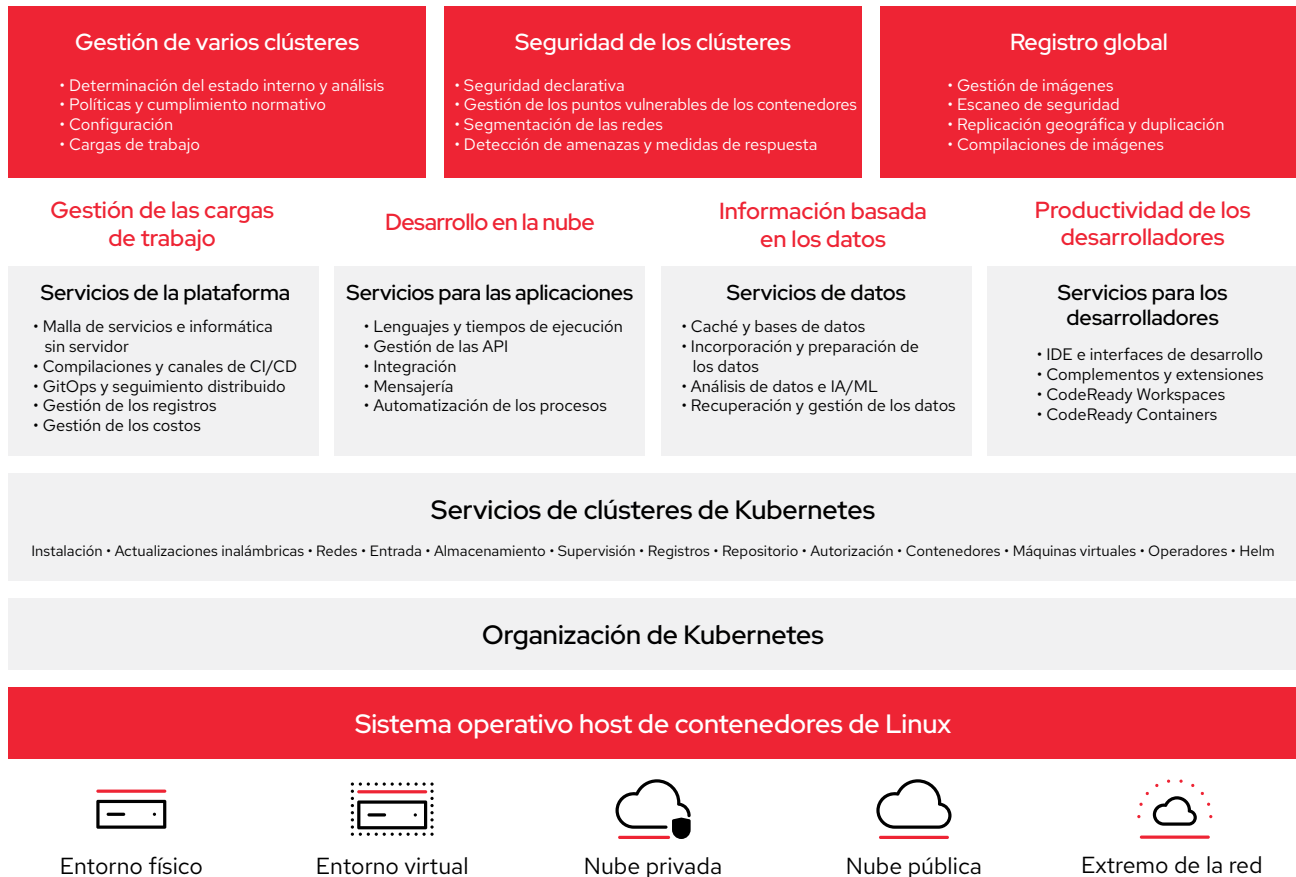 Gestión de varios clústeres
• Determinación del estado interno y análisis
• Políticas y cumplimiento normativo
• Configuración
• Cargas de trabajo
Seguridad de los clústeres
• Seguridad declarativa
• Gestión de los puntos vulnerables de los contenedores
• Segmentación de las redes
• Detección de amenazas y medidas de respuesta
Registro global
• Gestión de imágenes
• Escaneo de seguridad
• Replicación geográfica y duplicación
• Compilaciones de imágenes
Gestión de las cargas
de trabajo
Desarrollo en la nube
Información basada
en los datos
Productividad de los
desarrolladores
Servicios de la plataforma
• Malla de servicios e informática
sin servidor
• Compilaciones y canales de CI/CD
• GitOps y seguimiento distribuido
• Gestión de los registros
• Gestión de los costos
Servicios para las aplicaciones
• Lenguajes y tiempos de ejecución
• Gestión de las API
• Integración
• Mensajería
• Automatización de los procesos
Servicios de datos
• Caché y bases de datos
• Incorporación y preparación de
los datos
• Análisis de datos e IA/ML
• Recuperación y gestión de los datos
Servicios para los
desarrolladores
• IDE e interfaces de desarrollo
• Complementos y extensiones
• CodeReady Workspaces
• CodeReady Containers
Servicios de clústeres de Kubernetes
Instalación • Actualizaciones inalámbricas • Redes • Entrada • Almacenamiento • Supervisión • Registros • Repositorio • Autorización • Contenedores • Máquinas virtuales • Operadores • Helm
Organización de Kubernetes
Sistema operativo host de contenedores de Linux
Entorno físico
Entorno virtual
Nube privada
Nube pública
Extremo de la red